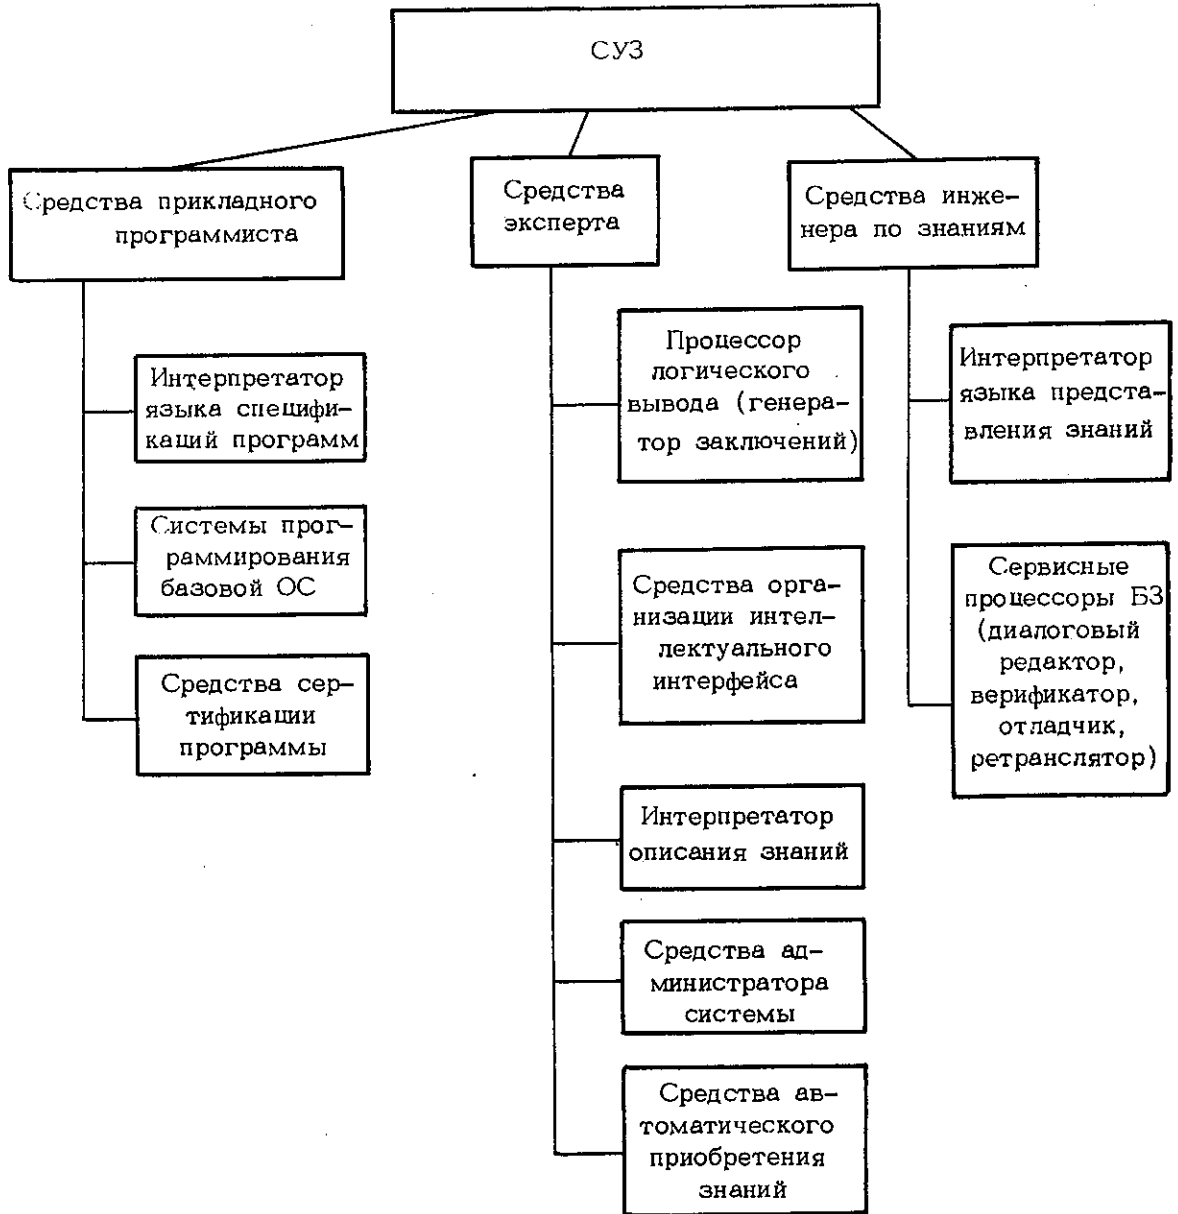 СУЗ
Средства прикладного
программиста
Средства
эксперта
Средства инже-
нера по знаниям
Интерпретатор
языка специфи-
каций программ
Системы прог-
раммирования
базовой ОС
Средства сер-
тификации
программы
Процессор
логического
вывода (генера-
тор заключений)
Средства орга-
низации интел-
лектуального
интерфейса
Интерпретатор
описания знаний
Средства ад-
министратора
системы
Средства ав-
томатического
приобретения
знаний
Интерпретатор
языка предста-
вления знаний
Сервисные
процессоры БЗ
(диалоговый
редактор,
верификатор,
отладчик,
ретранслятор)